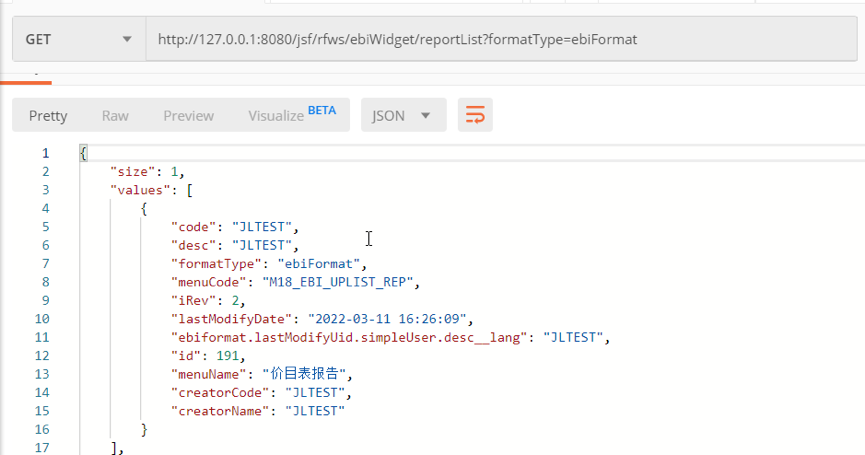 GET http://127.0.0.1:8080/jsf/rfws/ebiWidget/reportList?formatType=ebiFormat
Pretty Raw Preview Visualize BETA JSON
1 {
2 "size": 1,
3 "values": [
4 {
5 "code": "JLTEST",
6 "desc": "JLTEST",
7 "formatType": "ebiFormat",
8 "menuCode": "M18_EBI_UPLIST_REP",
9 "iRev": 2,
10 "lastModifyDate": "2022-03-11 16:26:09",
11 "ebiformat.lastModifyUid.simpleUser.desc__lang": "JLTEST",
12 "id": 191,
13 "menuName": "价目表报告",
14 "creatorCode": "JLTEST",
15 "creatorName": "JLTEST"
16 }
17 ],